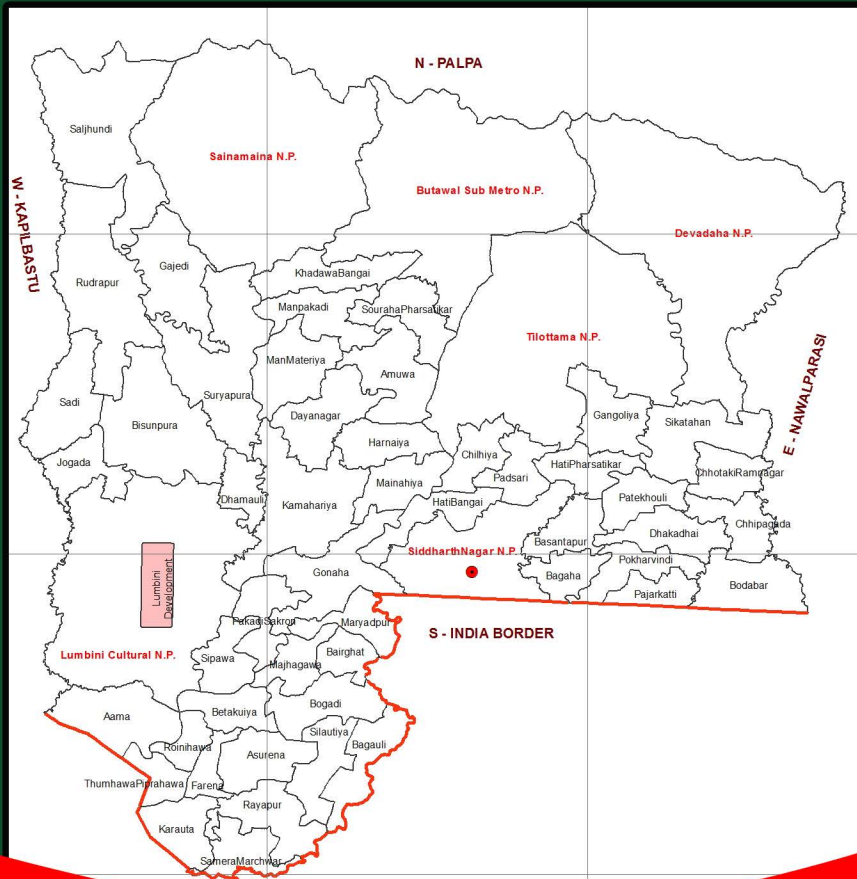 N - PALPA
Saljhundi
Sainamaina N.P.
Butawal Sub Metro N.P.
W - KAPILBASTU
Devadaha N.P.
Gajedi
KhadawaBangai
Rudrapur
Manpakadi
SourahaPharsatikar
Tilottama N.P.
E - NAWALPARASI
ManMateriya
Amuwa
Suryapura
Sadi
Dayanagar
Gangoliya
Sikatahan
Bisunpura
Harnaiya
Chilhiya
Jogada
HatiPharsatikar
ChhotakiRamnagar
Padsari
Mainahiya
Dhamauli
HatiBangai
Patekhouli
Kamahariya
Chhipagada
Dhakadhai
Basantapur
SiddharthNagar N.P.
Pokharvindi
Gonaha
Bagaha
Bodabar
Lumbini
Development
Pajarkatti
PakadiSakron
Maryadpur
S - INDIA BORDER
Lumbini Cultural N.P.
Sipawa
Bairghat
Majhagawa
Bogadi
Aama
Betakuiya
Silautiya
Roinihawa
Bagauli
Asurena
ThumhawaPiprahawa
Farena
Rayapur
Karauta
SameraMarchwar